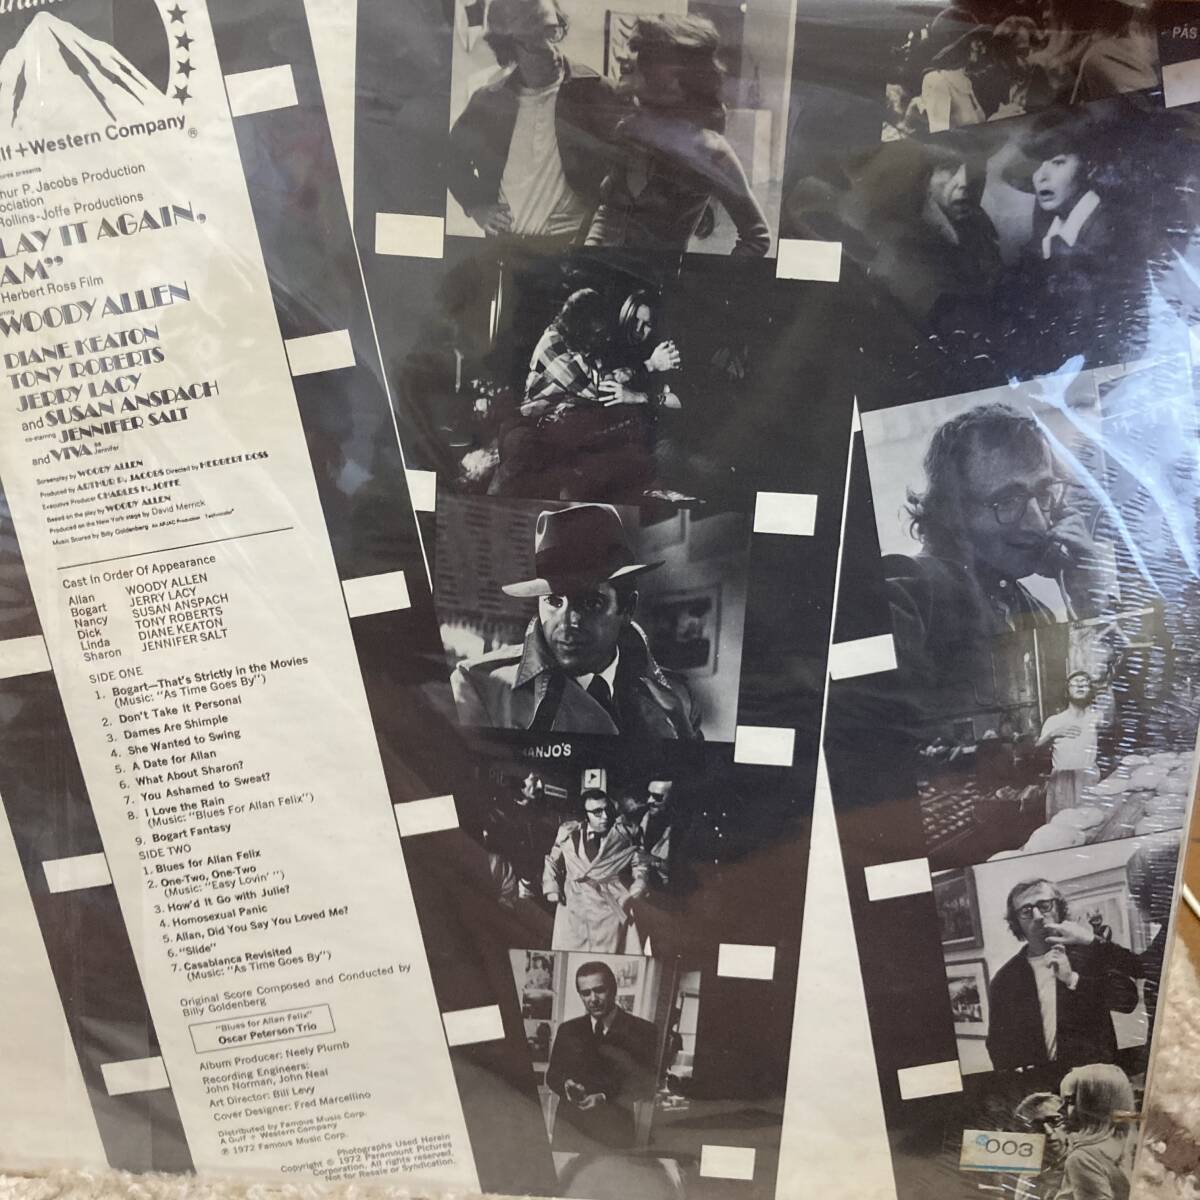 lf + Western Company ®
hur P. Jacobs Production
ociation
Rollins-Joffe Productions
LAY IT AGAIN,
AM”
Herbert Ross Film
WOODY ALLEN
DIANE KEATON
TONY ROBERTS
JERRY LACY
and SUSAN ANSPACH
co-starring JENNIFER SALT
and VIVA as Jennifer
Screenplay by WOODY ALLEN
Produced by ARTHUR P. JACOBS Directed by HERBERT ROSS
Executive Producer CHARLES H. JOFFE
Based on the play by WOODY ALLEN
Produced on the New York stage by David Merrick
Music Scored by Billy Goldenberg An APJAC Production Technicolor®
Cast In Order Of Appearance
Allan WOODY ALLEN
Bogart JERRY LACY
Nancy SUSAN ANSPACH
Dick TONY ROBERTS
Linda DIANE KEATON
Sharon JENNIFER SALT
SIDE ONE
1. Bogart—That's Strictly in the Movies
(Music: "As Time Goes By")
2. Don't Take It Personal
3. Dames Are Shimple
4. She Wanted to Swing
5. A Date for Allan
6. What About Sharon?
7. You Ashamed to Sweat?
8. I Love the Rain
(Music: "Blues For Allan Felix")
9. Bogart Fantasy
SIDE TWO
1. Blues for Allan Felix
2. One-Two, One-Two
(Music: "Easy Lovin' ")
3. How'd It Go with Julie?
4. Homosexual Panic
5. Allan, Did You Say You Loved Me?
6. "Slide"
7. Casablanca Revisited
(Music: "As Time Goes By")
Original Score Composed and Conducted by
Billy Goldenberg
"Blues for Allan Felix"
Oscar Peterson Trio
Album Producer: Neely Plumb
Recording Engineers:
John Norman, John Neal
Art Director: Bill Levy
Cover Designer: Fred Marcellino
Distributed by Famous Music Corp.
A Gulf + Western Company
℗ 1972 Famous Music Corp.
Photographs Used Herein
Copyright © 1972 Paramount Pictures
Corporation. All rights reserved.
Not for Resale or Syndication.
PAS
ANJO'S
003